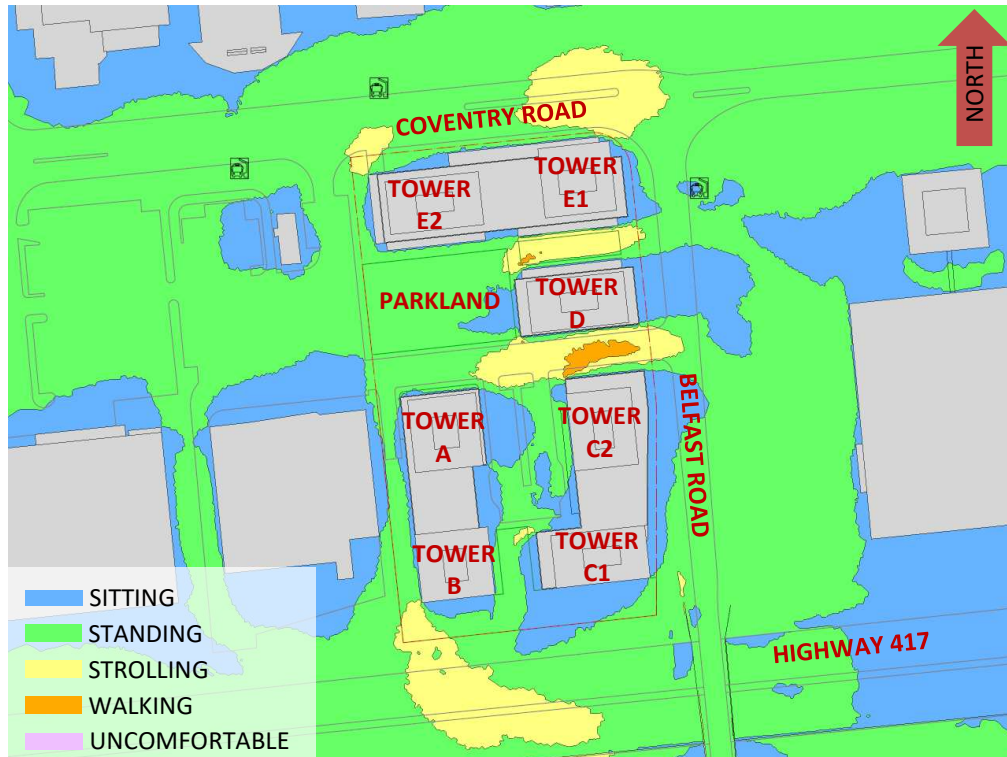 NORTH
COVENTRY ROAD
TOWER
E2
TOWER
E1
PARKLAND
TOWER
D
TOWER
A
TOWER
C2
BELFAST ROAD
TOWER
B
TOWER
C1
HIGHWAY 417
SITTING
STANDING
STROLLING
WALKING
UNCOMFORTABLE